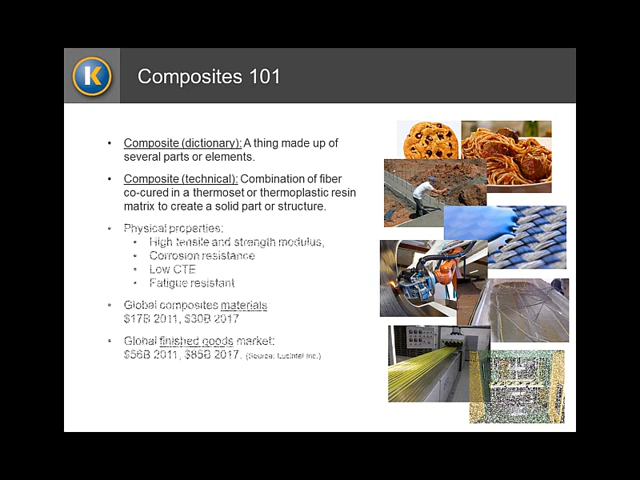 K
Composites 101
• Composite (dictionary): A thing made up of
several parts or elements.
• Composite (technical): Combination of fiber
co-cured in a thermoset or thermoplastic resin
matrix to create a solid part or structure.
• Physical properties:
• High tensile and strength modulus,
• Corrosion resistance
• Low CTE
• Fatigue resistant
• Global composites materials
$17B 2011, $30B 2017
• Global finished goods market:
$56B 2011, $85B 2017. (Source: Lucintel Inc.)